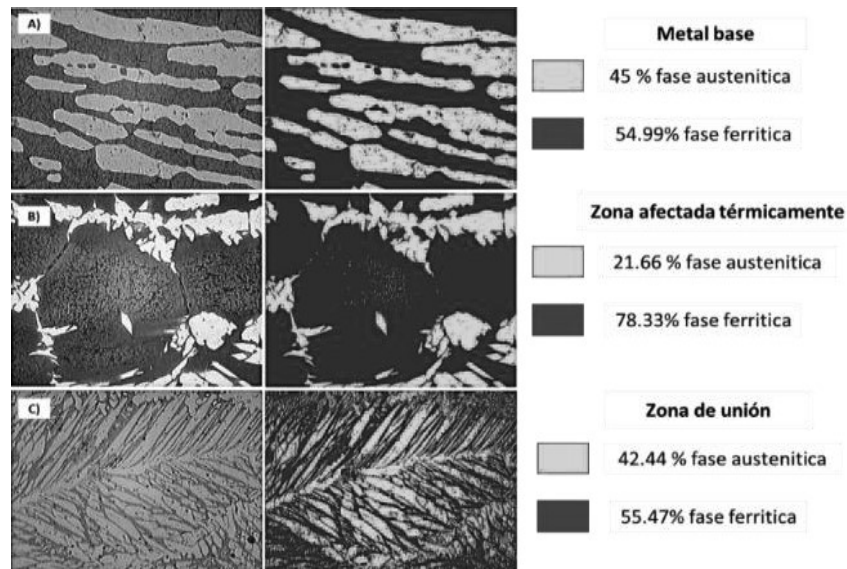 A)
Metal base
45 % fase austenitica
54.99% fase ferritica
B)
Zona afectada térmicamente
21.66 % fase austenitica
78.33% fase ferritica
C)
Zona de unión
42.44 % fase austenitica
55.47% fase ferritica